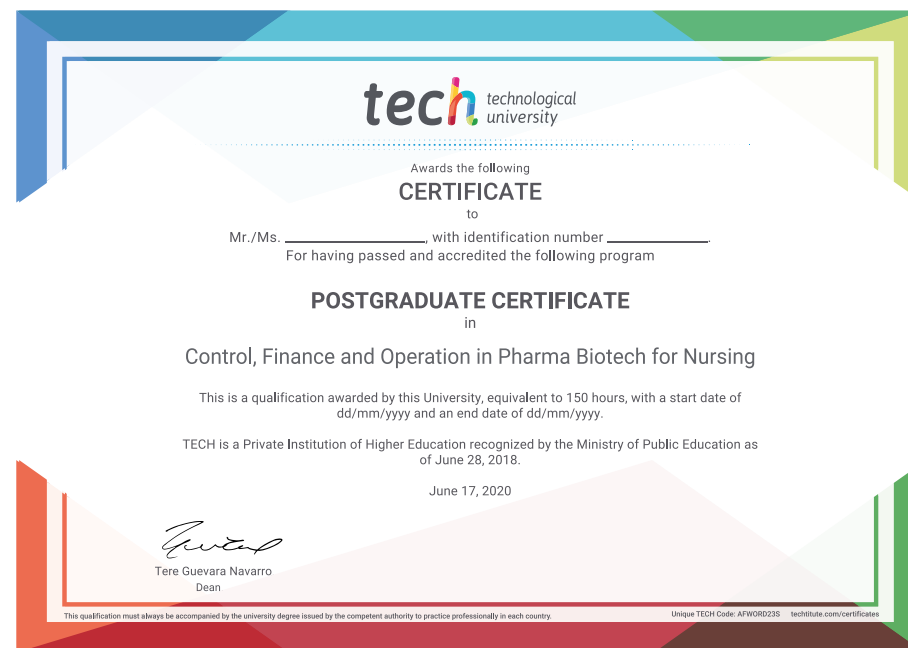 tech technological
university
Awards the following
CERTIFICATE
to
Mr./Ms. ____________________, with identification number ______________.
For having passed and accredited the following program
POSTGRADUATE CERTIFICATE
in
Control, Finance and Operation in Pharma Biotech for Nursing
This is a qualification awarded by this University, equivalent to 150 hours, with a start date of
dd/mm/yyyy and an end date of dd/mm/yyyy.
TECH is a Private Institution of Higher Education recognized by the Ministry of Public Education as
of June 28, 2018.
June 17, 2020
Tere Guevara Navarro
Dean
This qualification must always be accompanied by the university degree issued by the competent authority to practice professionally in each country.
Unique TECH Code: AFWORD23S techtitute.com/certificates